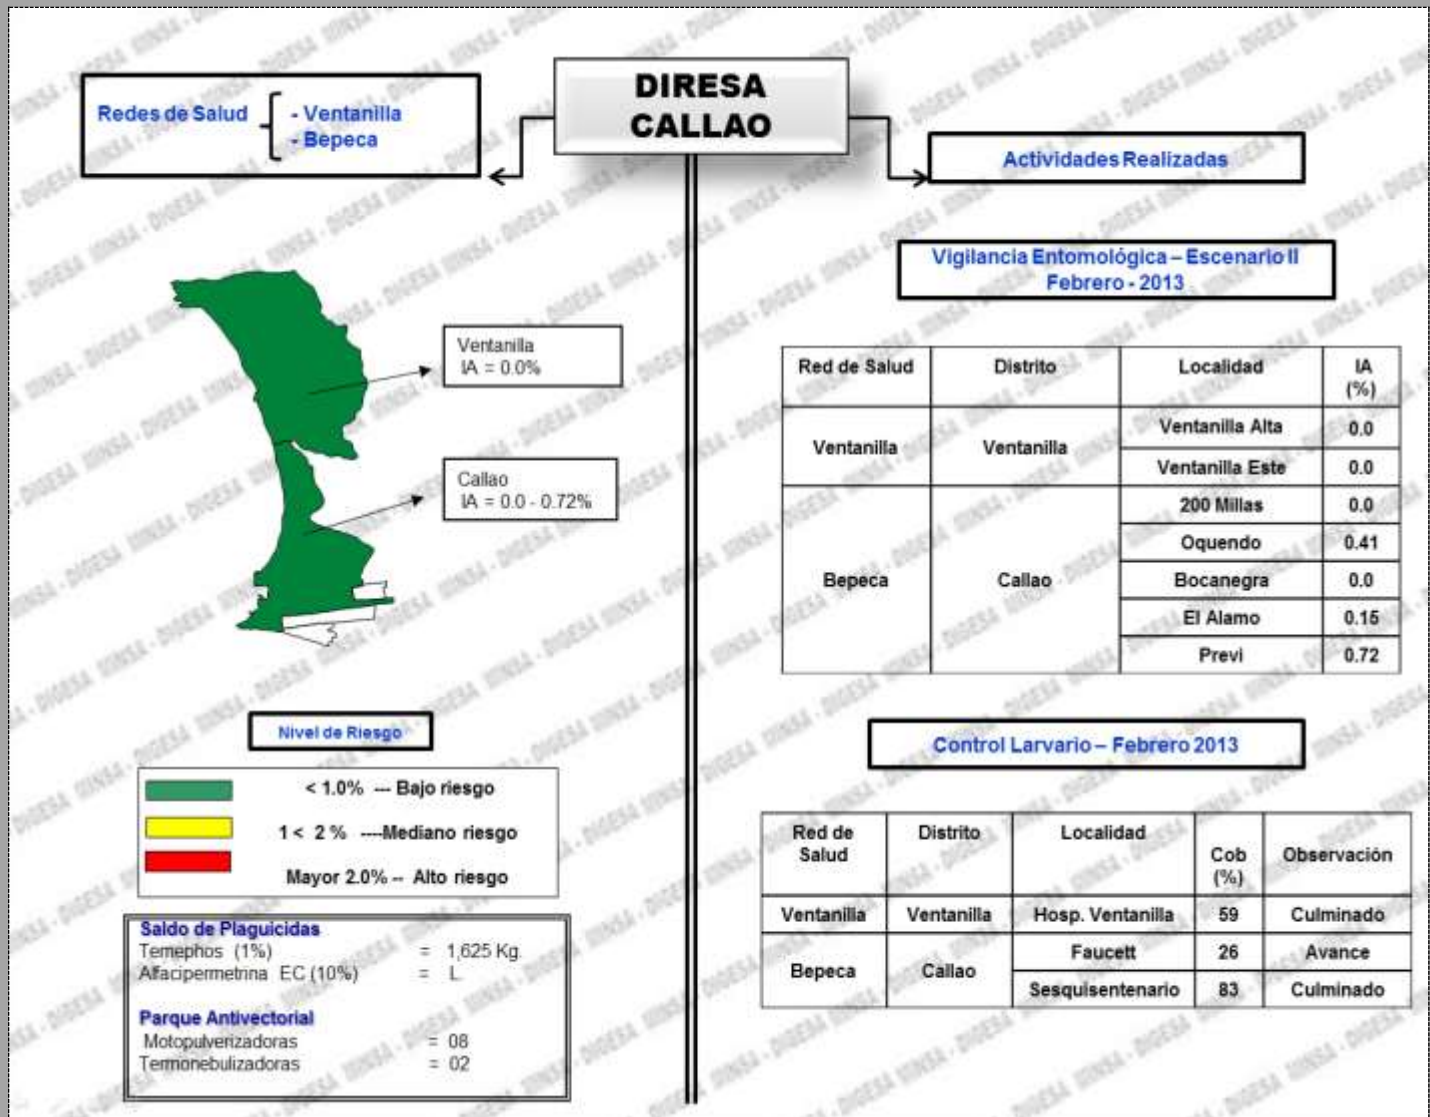 DIRESA
CALLAO
Redes de Salud
- Ventanilla
- Bepeca
Ventanilla
IA = 0.0%
Callao
IA = 0.0 - 0.72%
Nivel de Riesgo
< 1.0% --- Bajo riesgo
1 < 2 % ----Mediano riesgo
Mayor 2.0% -- Alto riesgo
Saldo de Plaguicidas
Temephos (1%) = 1,625 Kg.
Alfacipermetrina EC (10%) = L
Parque Antivectorial
Motopulverizadoras = 08
Termonebulizadoras = 02
Actividades Realizadas
Vigilancia Entomológica – Escenario II
Febrero - 2013
Red de Salud Distrito Localidad IA
(%)
Ventanilla Ventanilla Ventanilla Alta 0.0
Ventanilla Este 0.0
Bepeca Callao 200 Millas 0.0
Oquendo 0.41
Bocanegra 0.0
El Alamo 0.15
Previ 0.72
Control Larvario – Febrero 2013
Red de Salud Distrito Localidad Cob (%) Observación
Ventanilla Ventanilla Hosp. Ventanilla 59 Culminado
Bepeca Callao Faucett 26 Avance
Sesquisentenario 83 Culminado